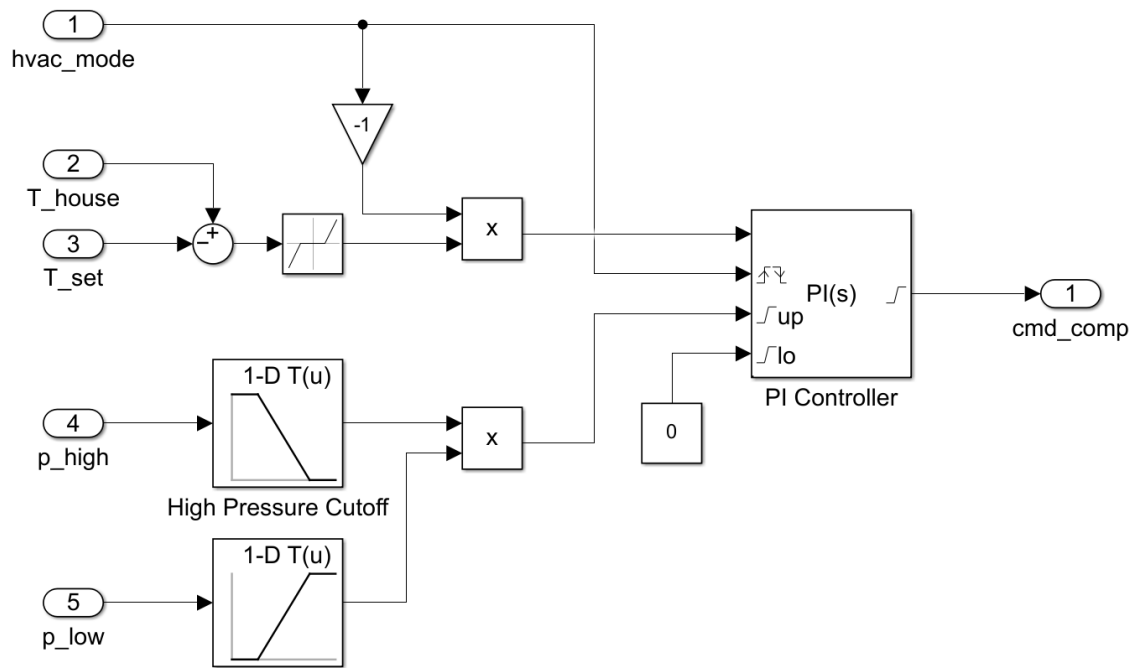 1
hvac_mode
-1
2
T_house
+
−
3
T_set
x
PI(s)
up
lo
PI Controller
1
cmd_comp
0
1-D T(u)
4
p_high
High Pressure Cutoff
x
1-D T(u)
5
p_low